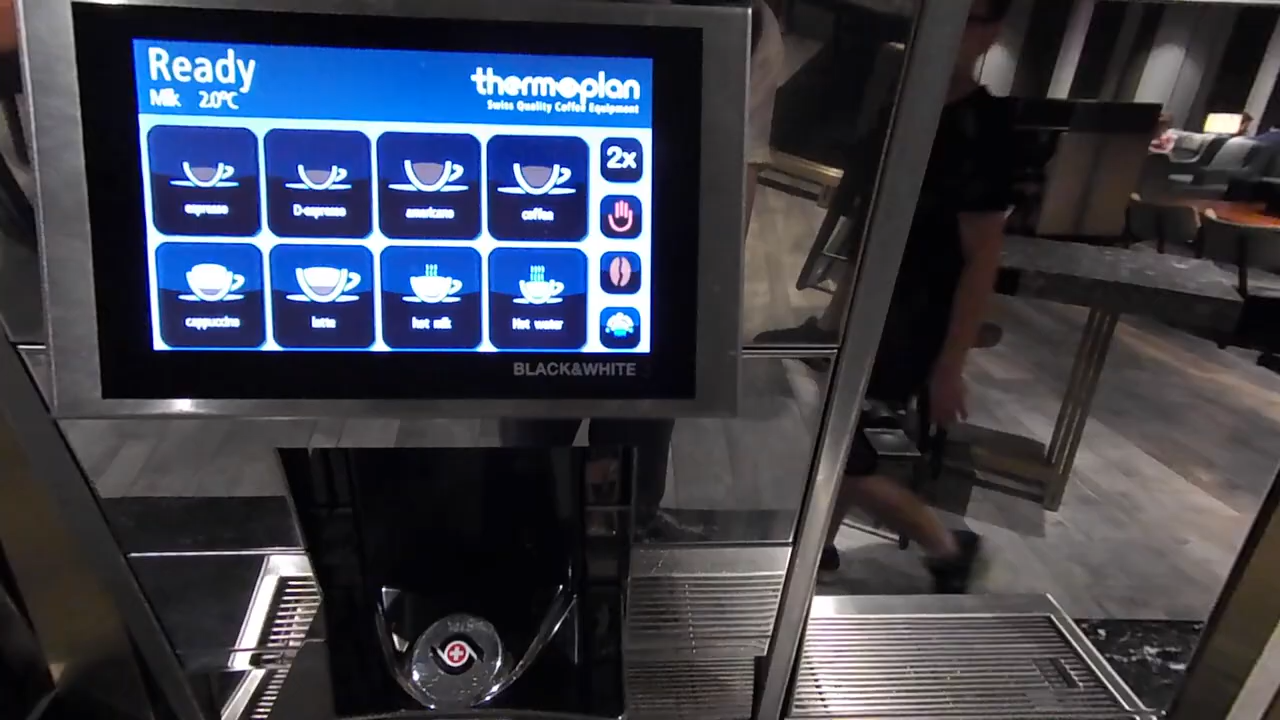 Ready
Milk 2.0°C
thermoplan
Swiss Quality Coffee Equipment
2x
espresso
D-espresso
americano
coffee
cappuccino
latte
hot milk
Hot water
BLACK&WHITE